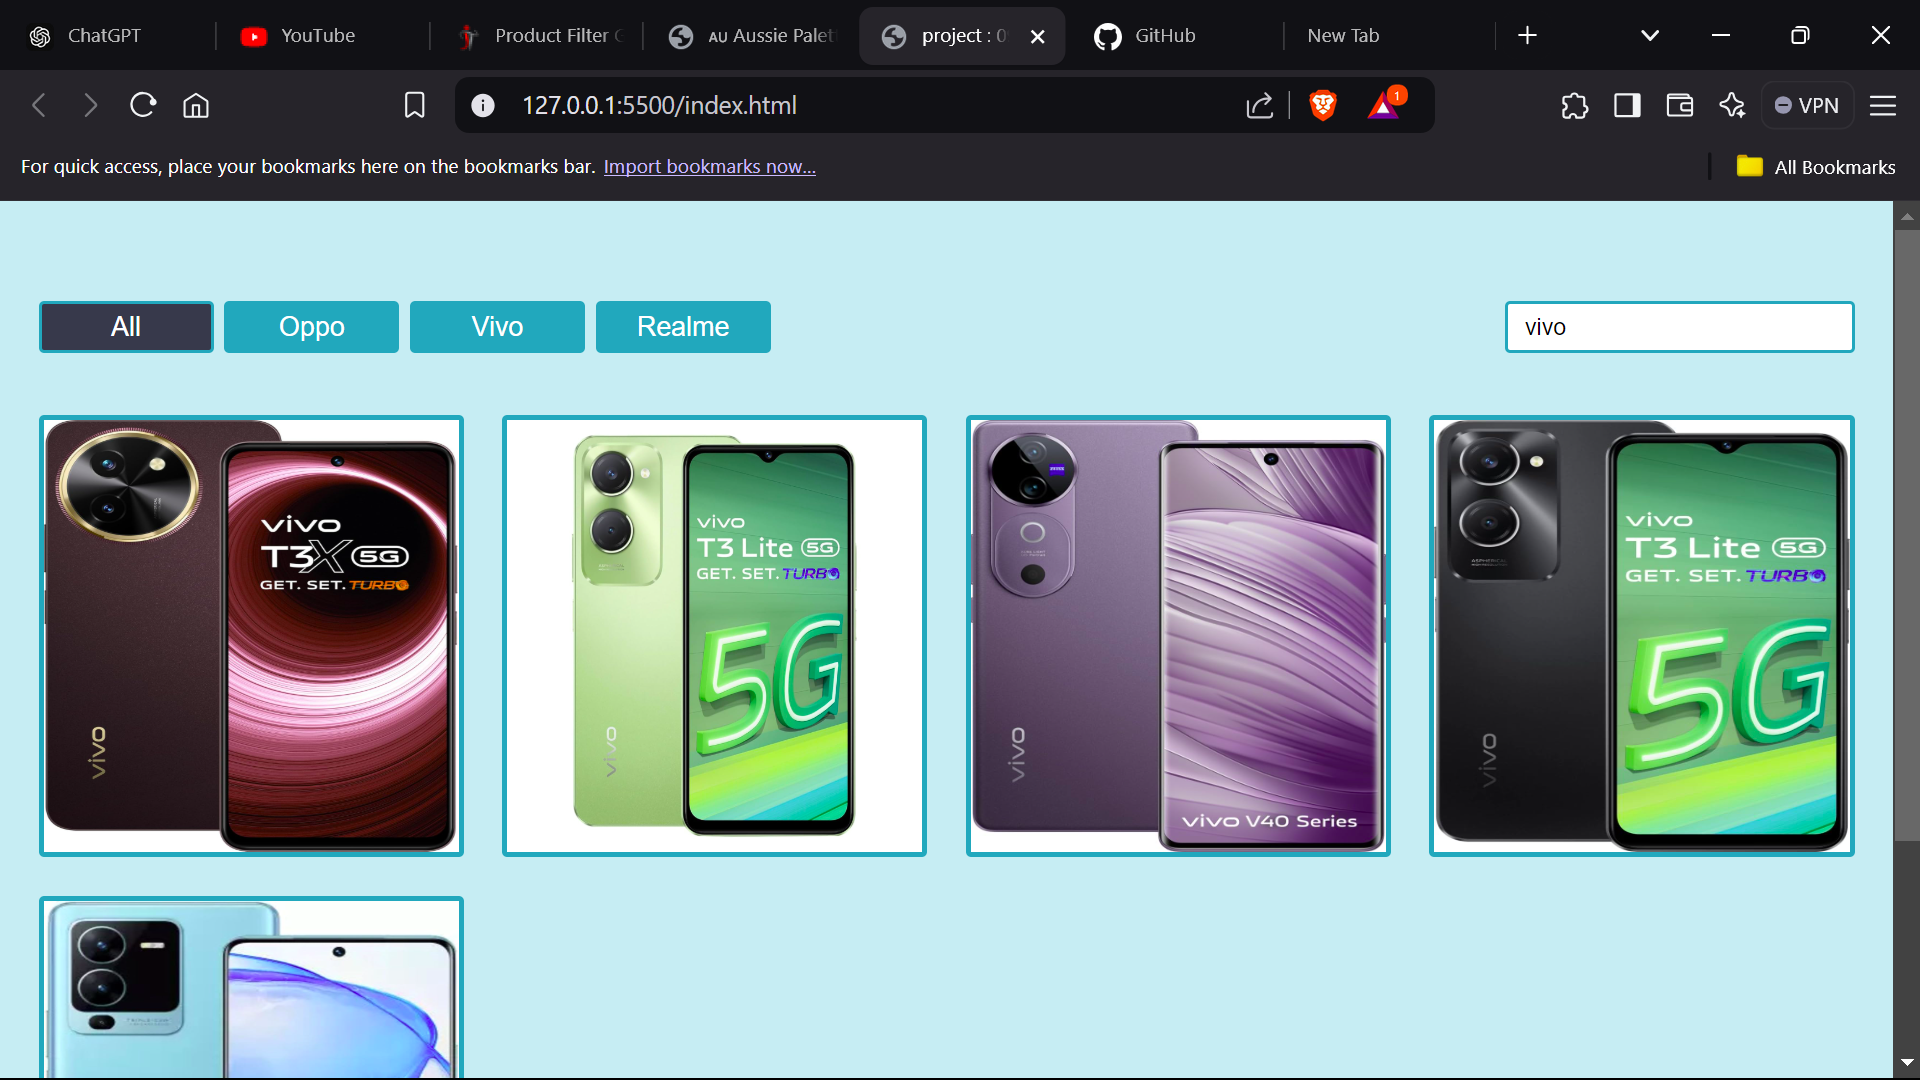 ChatGPT
YouTube
Product Filter
AU Aussie Palet
project : 0
GitHub
New Tab
127.0.0.1:5500/index.html
1
VPN
For quick access, place your bookmarks here on the bookmarks bar. Import bookmarks now...
All Bookmarks
All
Oppo
Vivo
Realme
vivo
vivo
T3X 5G
GET. SET. TURBO
vivo
vivo
T3 Lite 5G
GET. SET. TURBO
5G
vivo
vivo
vivo V40 Series
vivo
T3 Lite 5G
GET. SET. TURBO
5G
vivo